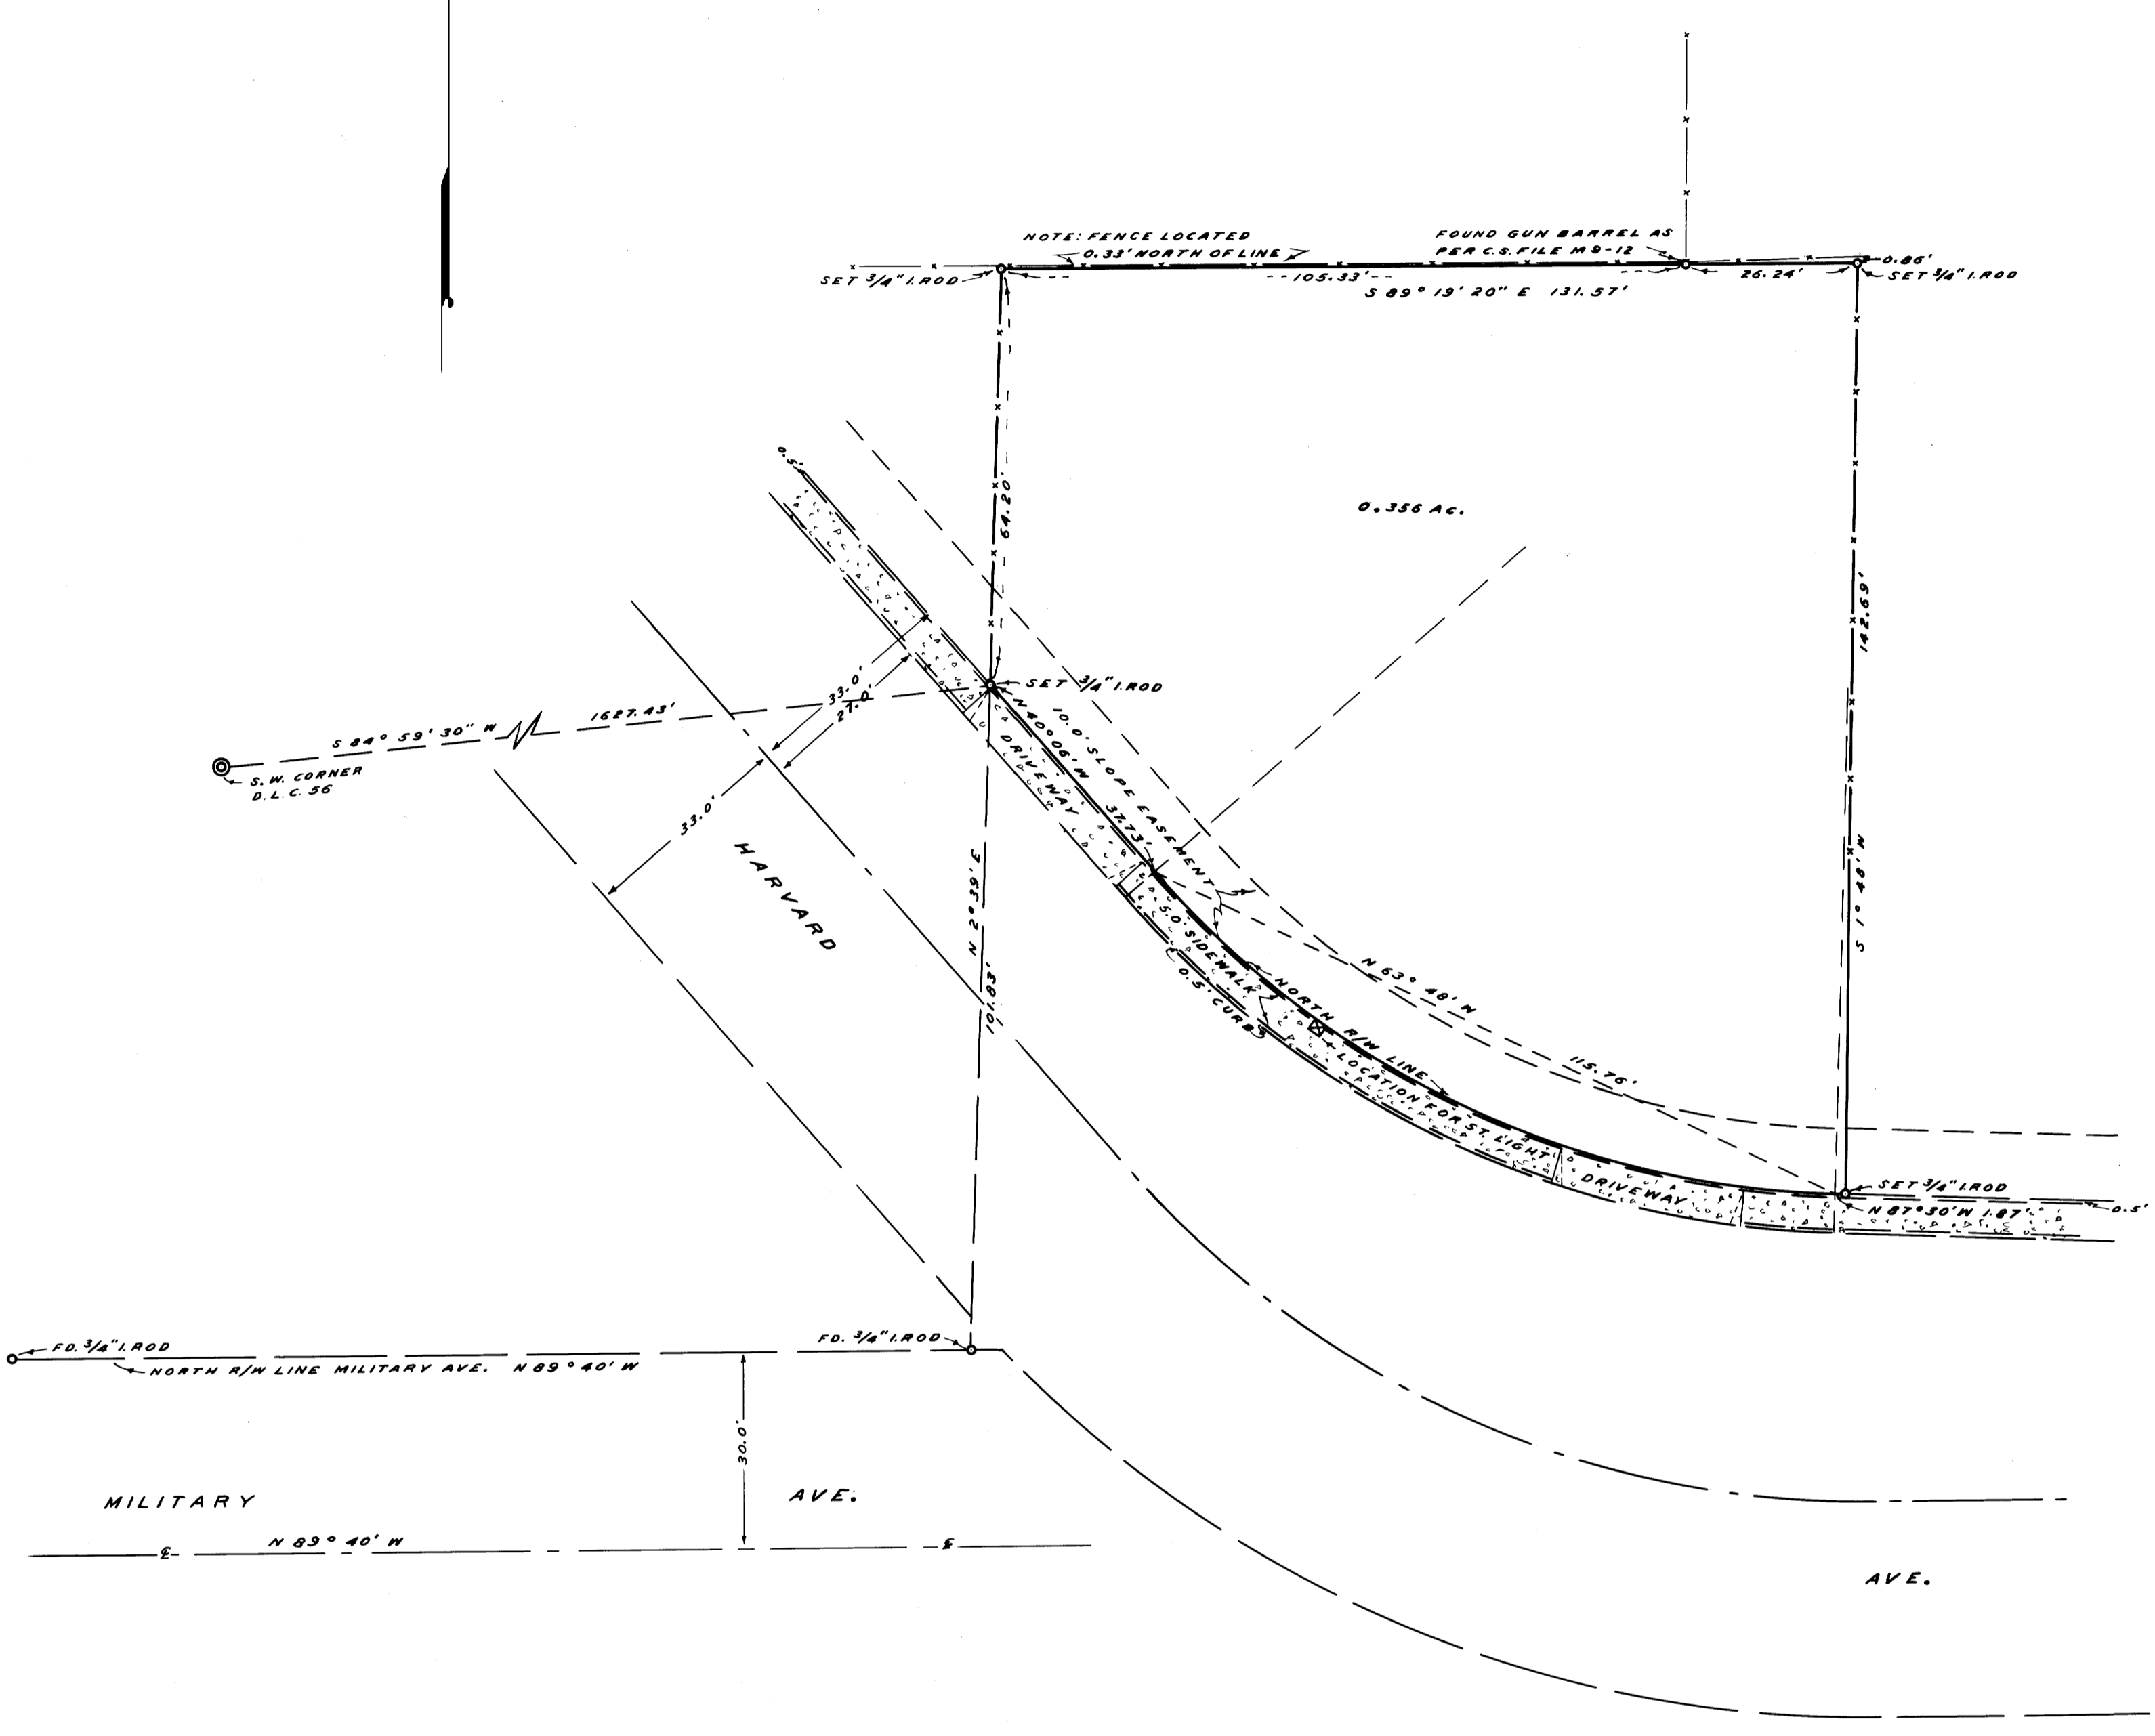 NOTE: FENCE LOCATED
0.33' NORTH OF LINE
FOUND GUN BARREL AS
PER C.S. FILE M 9-12
SET 3/4" I.ROD
105.33'
26.24'
0.86'
SET 3/4" I.ROD
S 89° 19' 20" E 131.57'
0.5'
64.20'
0.356 AC.
142.69'
S 1° 48' W
33.0'
27.0'
SET 3/4" I.ROD
S 84° 59' 30" W
1627.43'
S.W. CORNER
D.L.C. 56
33.0'
HARVARD
N 40° 06' W
37.73'
10.0' SLOPE EASEMENT
DRIVEWAY
N 2° 39' E
101.83'
5.0' SIDEWALK
0.5' CURB
NORTH R/W LINE
N 63° 48' W
115.76'
LOCATION FOR ST. LIGHT
DRIVEWAY
SET 3/4" I.ROD
N 87° 30' W 1.87'
0.5'
FD. 3/4" I.ROD
FD. 3/4" I.ROD
NORTH R/W LINE MILITARY AVE. N 89° 40' W
30.0'
MILITARY AVE.
N 89° 40' W
AVE.